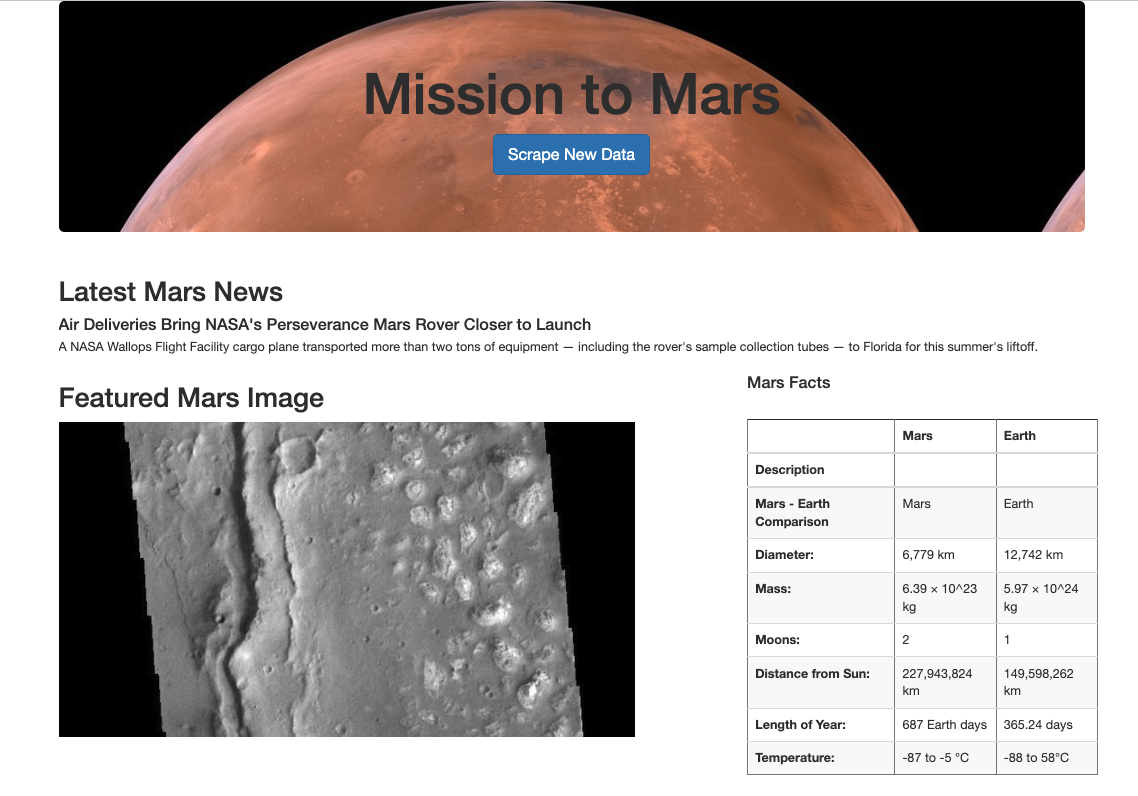 Mission to Mars
Scrape New Data
Latest Mars News
Air Deliveries Bring NASA's Perseverance Mars Rover Closer to Launch
A NASA Wallops Flight Facility cargo plane transported more than two tons of equipment — including the rover's sample collection tubes — to Florida for this summer's liftoff.
Featured Mars Image
Mars Facts
Mars Earth
Description
Mars - Earth Comparison Mars Earth
Diameter: 6,779 km 12,742 km
Mass: 6.39 × 10^23 kg 5.97 × 10^24 kg
Moons: 2 1
Distance from Sun: 227,943,824 km 149,598,262 km
Length of Year: 687 Earth days 365.24 days
Temperature: -87 to -5 °C -88 to 58°C